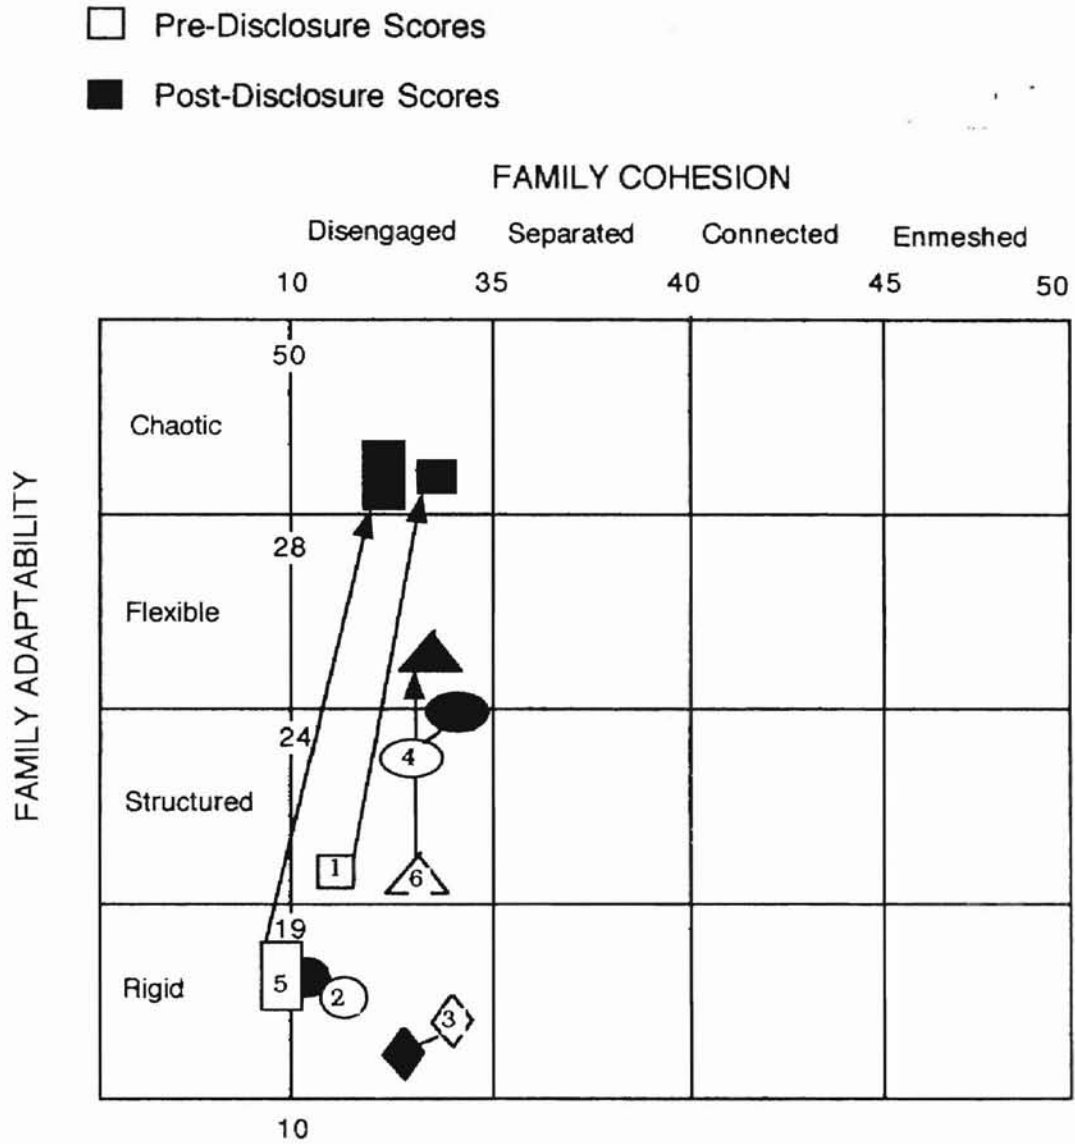 Pre-Disclosure Scores
Post-Disclosure Scores
FAMILY COHESION
Disengaged Separated Connected Enmeshed
10 35 40 45 50
50
Chaotic
28
Flexible
FAMILY ADAPTABILITY
24
4
Structured
1
6
19
5
2
Rigid
3
10